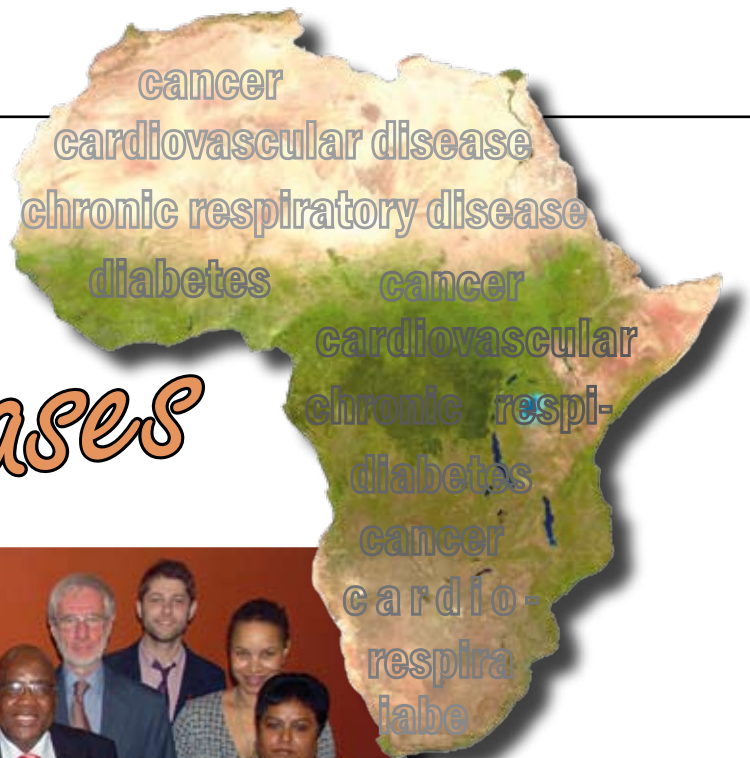 cancer
cardiovascular disease
chronic respiratory disease
diabetes cancer
cardiovascular
chronic respi-
ases
diabetes
cancer
cardio-
respira
iabe